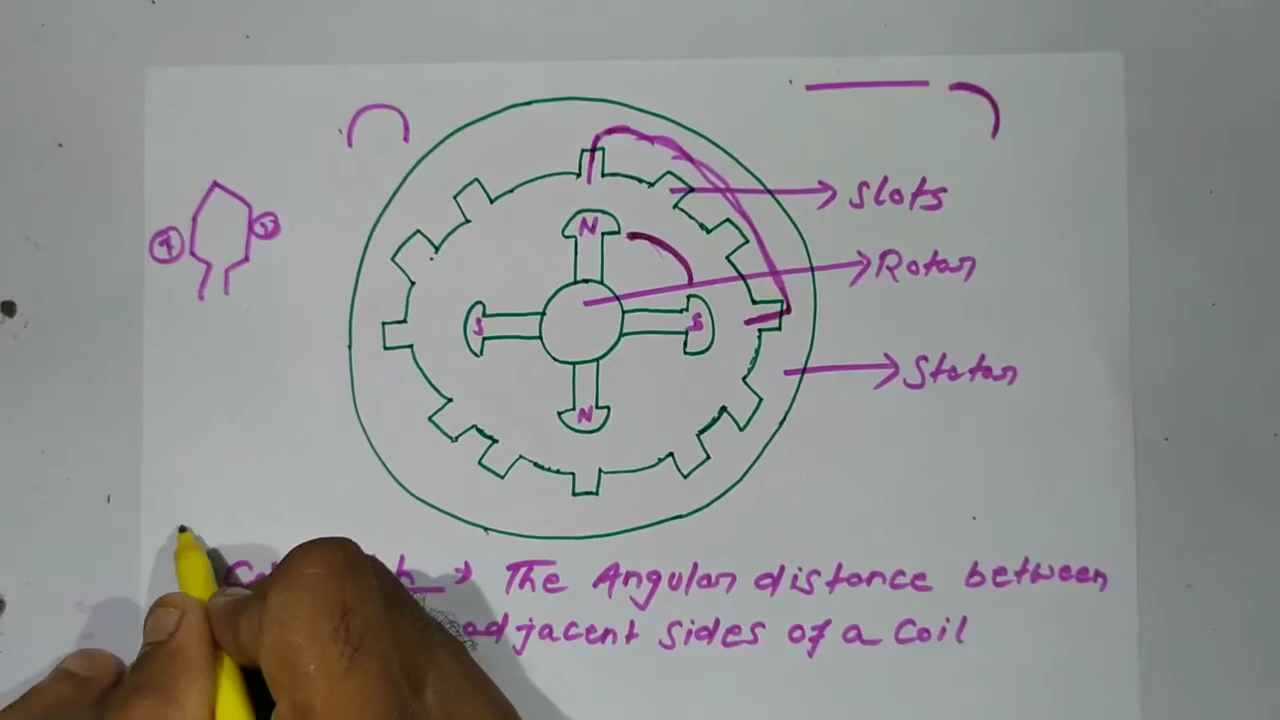 Slots
N
Rotor
S
S
Stator
N
→ The Angular distance between
adjacent sides of a Coil